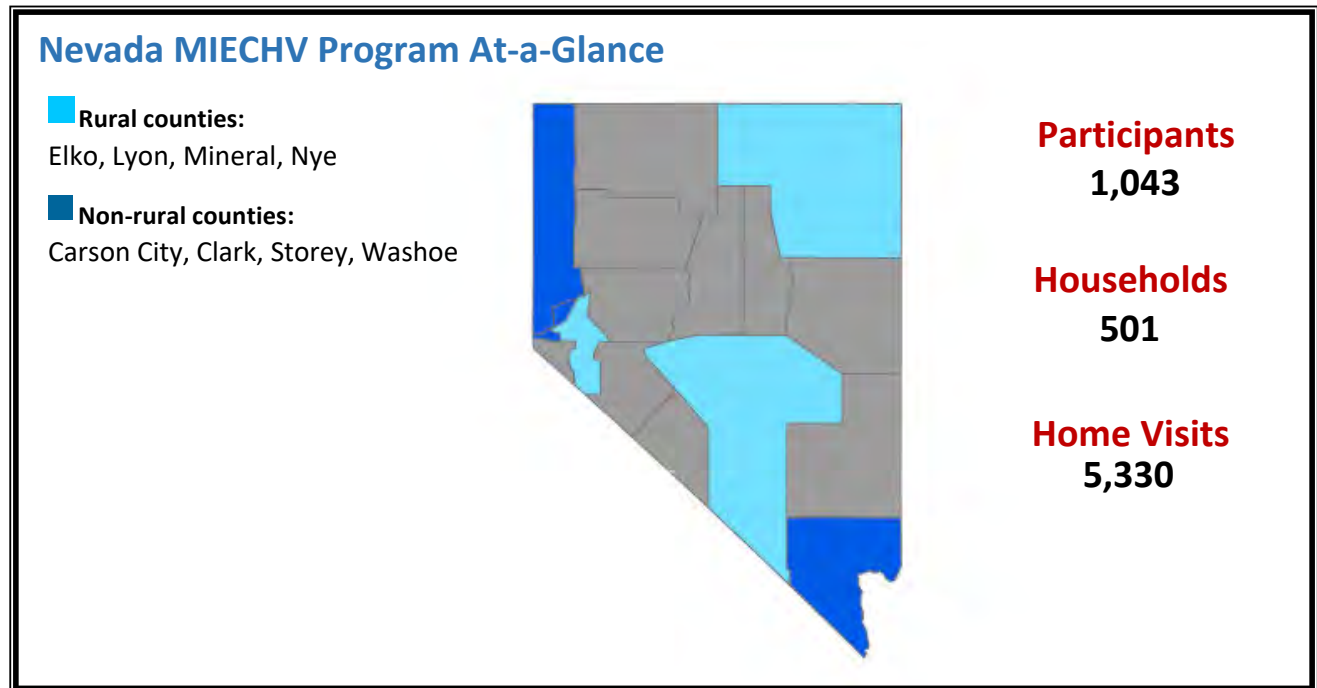 Nevada MIECHV Program At-a-Glance
Rural counties:
Elko, Lyon, Mineral, Nye
Non-rural counties:
Carson City, Clark, Storey, Washoe
Participants
1,043
Households
501
Home Visits
5,330